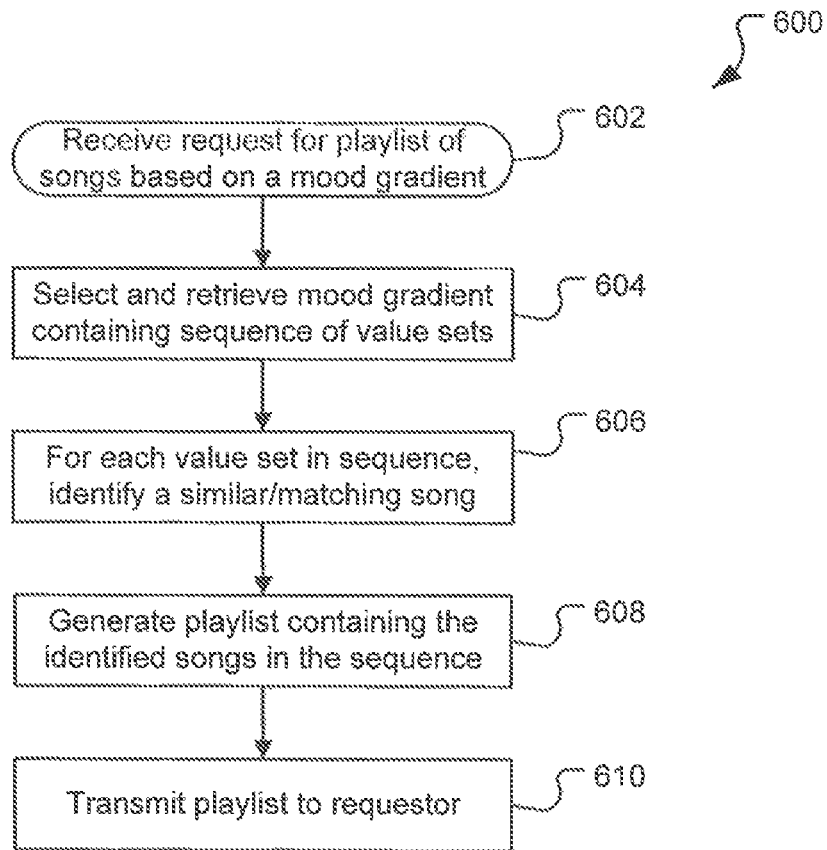 600
Receive request for playlist of
songs based on a mood gradient
602
Select and retrieve mood gradient
containing sequence of value sets
604
For each value set in sequence,
identify a similar/matching song
606
Generate playlist containing the
identified songs in the sequence
608
Transmit playlist to requestor
610